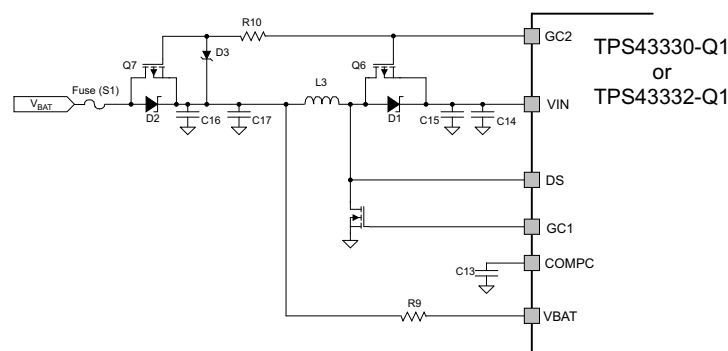 R10
GC2
TPS43330-Q1
or
TPS43332-Q1
Q7
D3
Q6
Fuse (S1)
L3
VBAT
VIN
D2
C16
C17
D1
C15
C14
DS
GC1
COMPC
C13
R9
VBAT